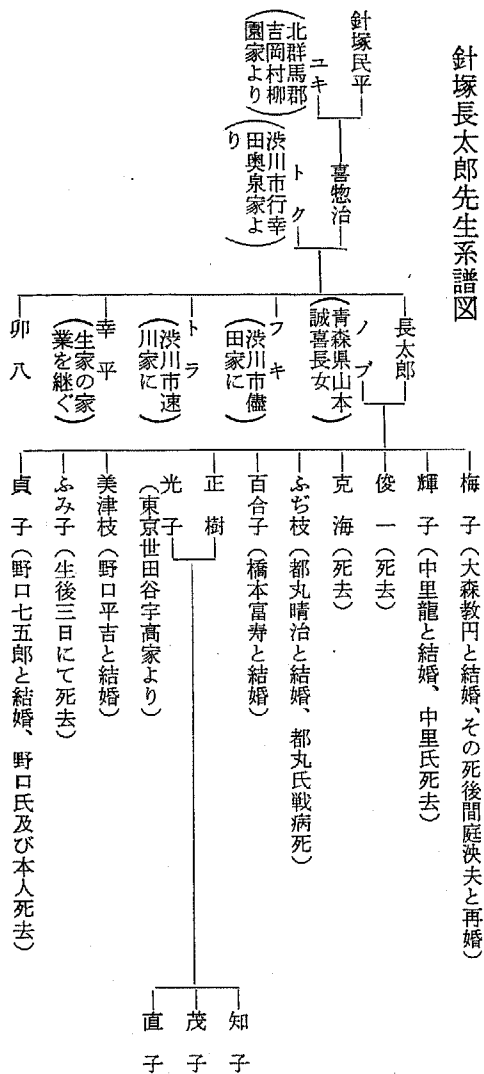 針塚長太郎先生系譜図
針塚民平
ユキ
(北群馬郡
吉岡村柳
園家より)
喜惣治
トク
(渋川市行幸
田奥泉家よ
り)
長太郎
ノブ
(青森県山本
誠喜長女)
フキ
(渋川市儘
田家に)
トラ
(渋川市速
川家に)
幸平
(生家の家
業を継ぐ)
卯八
梅子(大森教円と結婚、その死後間庭泱夫と再婚)
輝子(中里龍と結婚、中里氏死去)
俊一(死去)
克海(死去)
ふぢ枝(都丸晴治と結婚、都丸氏戦病死)
百合子(橋本富寿と結婚)
正樹
光子
(東京世田谷宇高家より)
美津枝(野口平吉と結婚)
ふみ子(生後三日にて死去)
貞子(野口七五郎と結婚、野口氏及び本人死去)
知子
茂子
直子